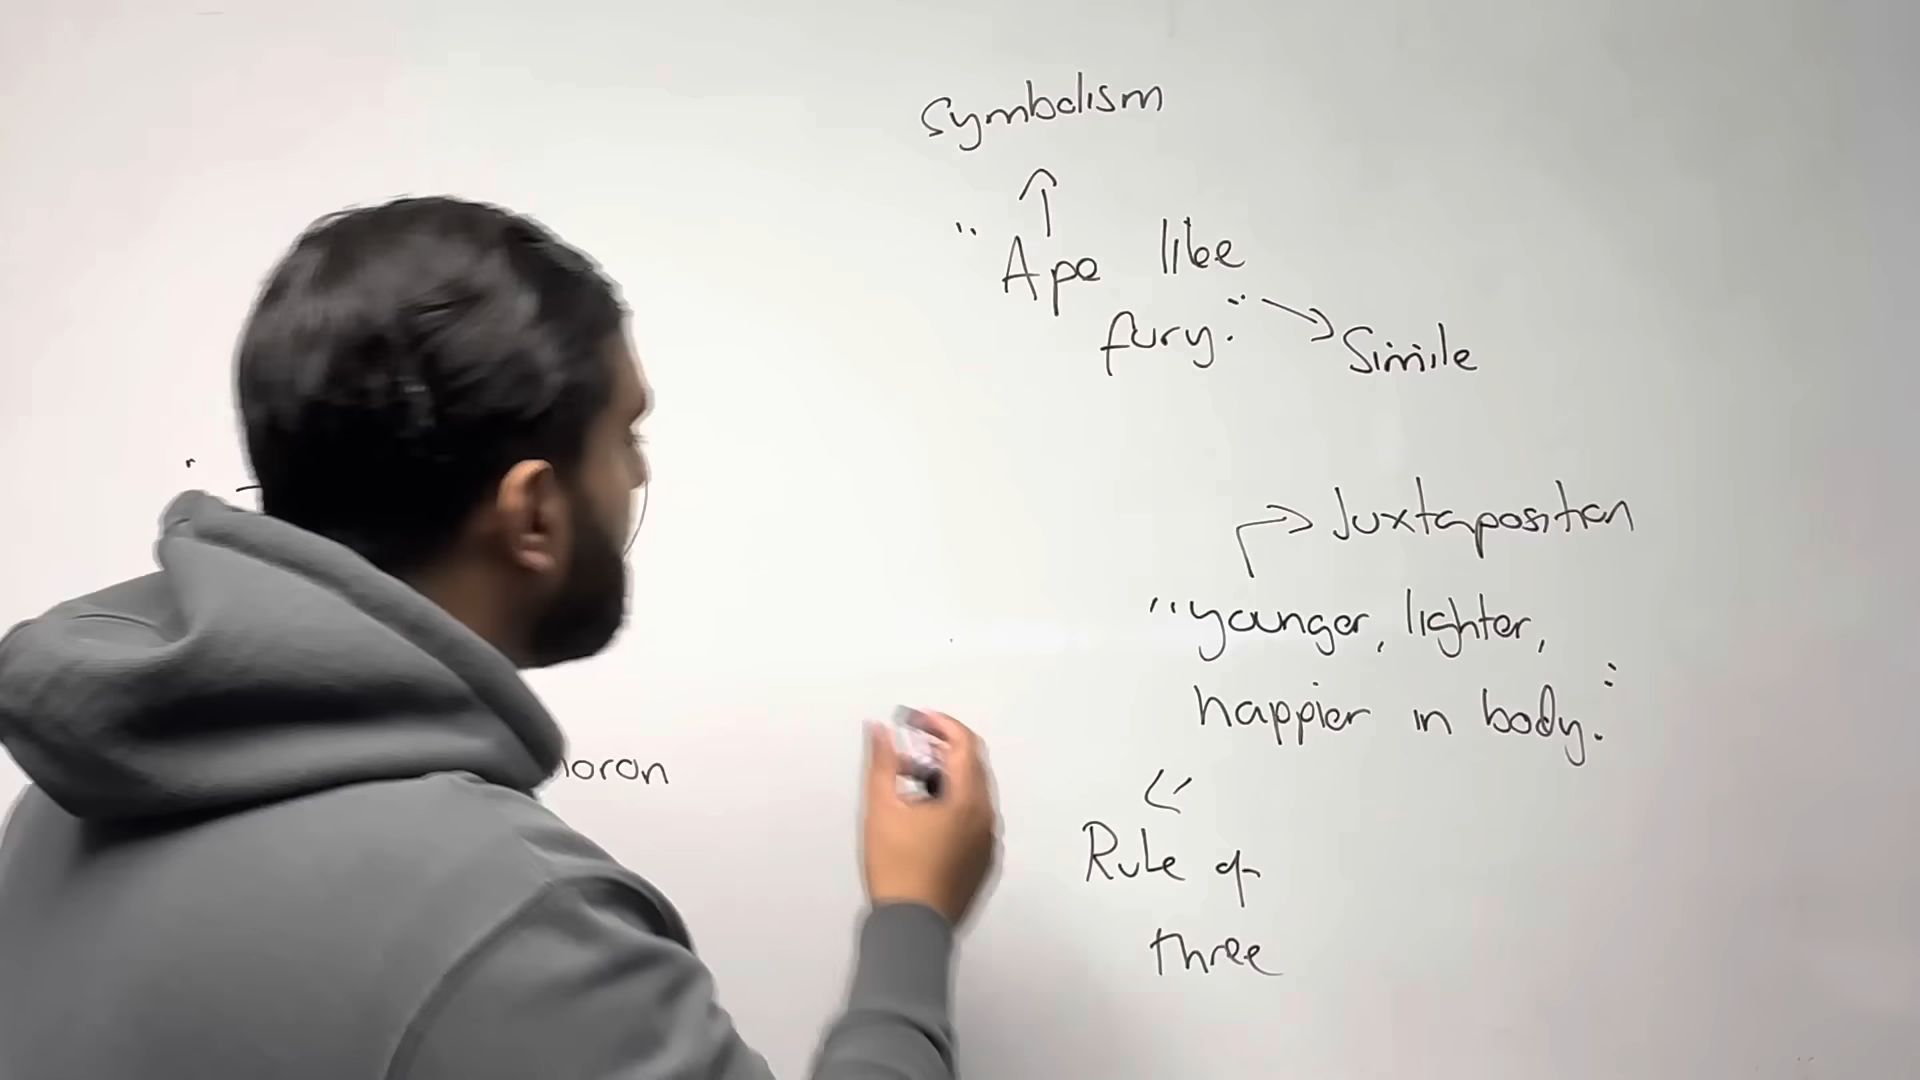 Symbolism
"Ape like
fury."
Simile
Juxtaposition
"younger, lighter,
happier in body."
Rule of
three